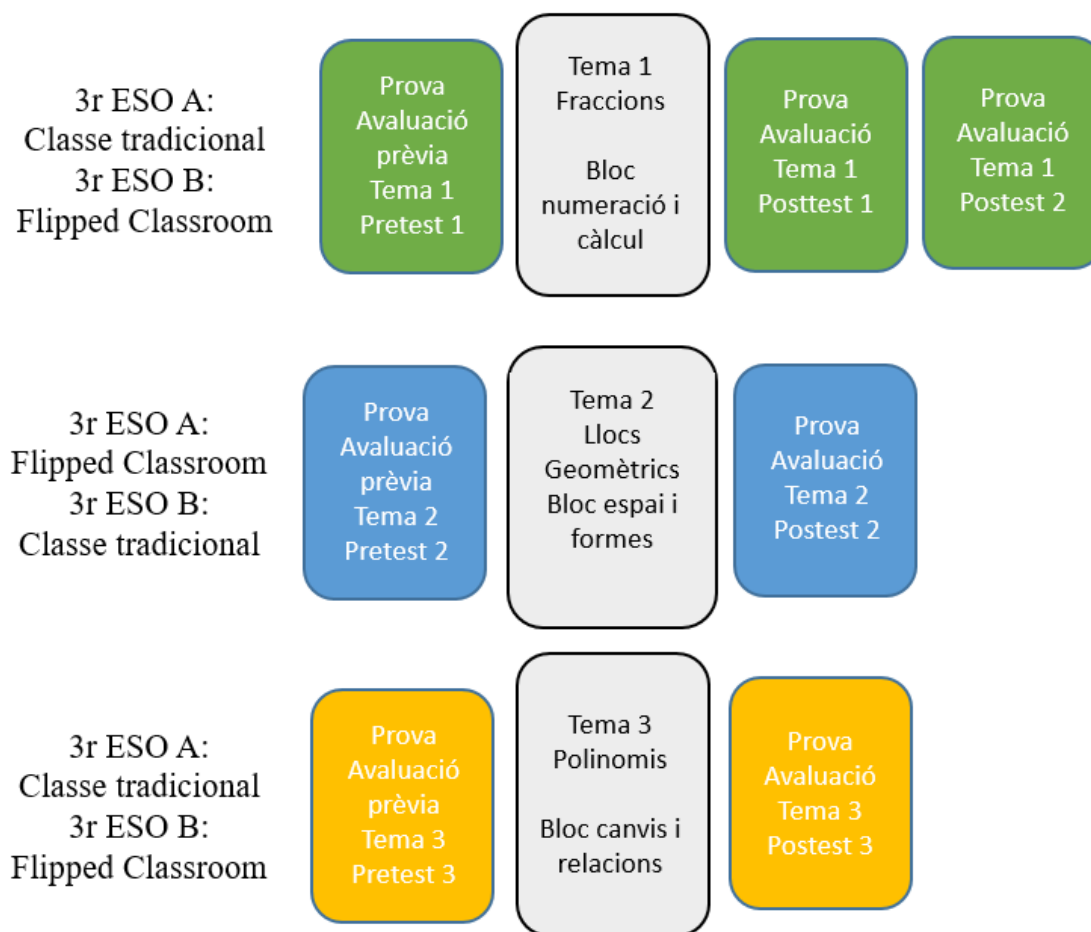 3r ESO A:
Classe tradicional
3r ESO B:
Flipped Classroom
Prova
Avaluació
prèvia
Tema 1
Pretest 1
Tema 1
Fraccions
Bloc
numeració i
càlcul
Prova
Avaluació
Tema 1
Posttest 1
Prova
Avaluació
Tema 1
Postest 2
3r ESO A:
Flipped Classroom
3r ESO B:
Classe tradicional
Prova
Avaluació
prèvia
Tema 2
Pretest 2
Tema 2
Llocs
Geomètrics
Bloc espai i
formes
Prova
Avaluació
Tema 2
Postest 2
3r ESO A:
Classe tradicional
3r ESO B:
Flipped Classroom
Prova
Avaluació
prèvia
Tema 3
Pretest 3
Tema 3
Polinomis
Bloc canvis i
relacions
Prova
Avaluació
Tema 3
Postest 3